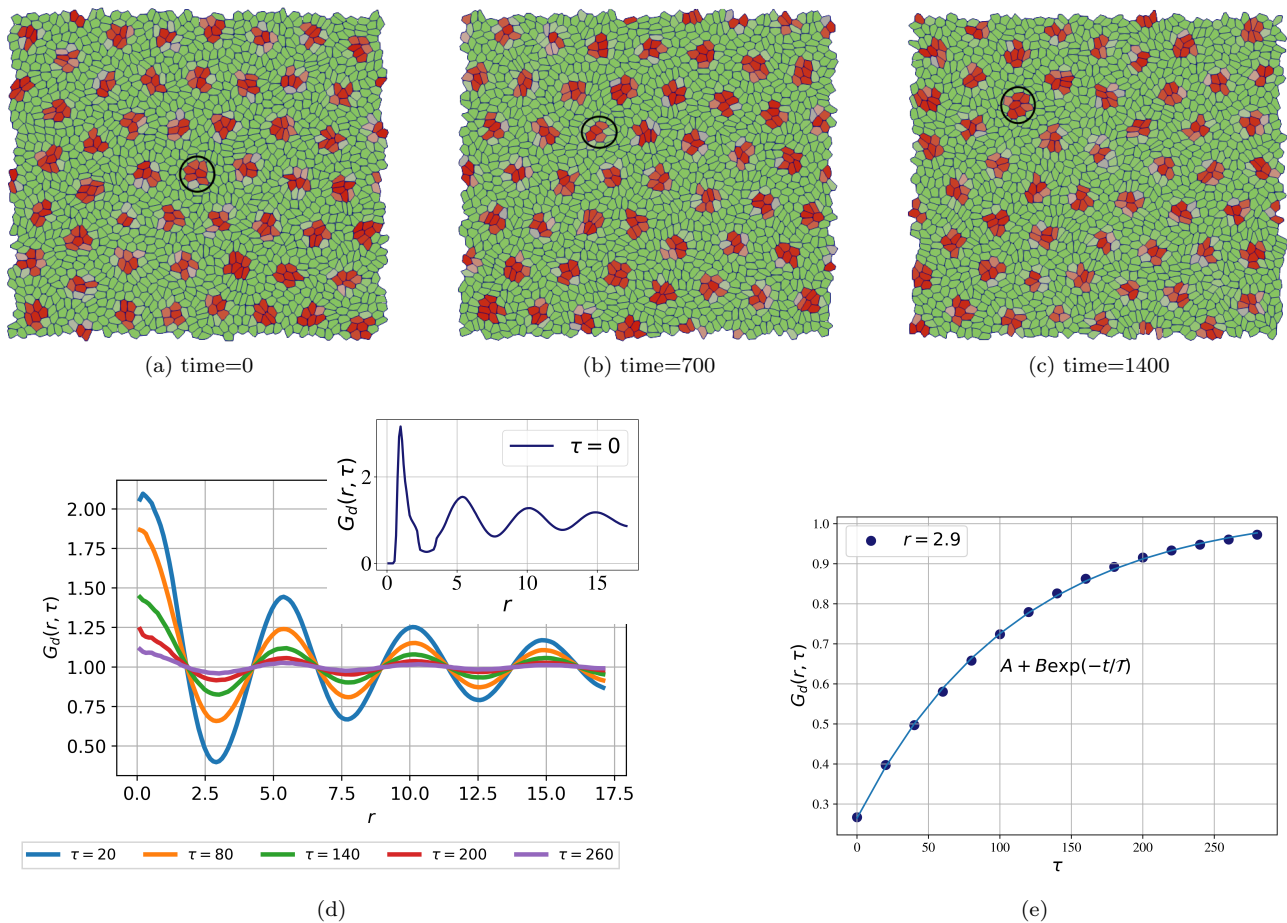 (a) time=0
(b) time=700
(c) time=1400
G_d(r, τ)
2
0
τ = 0
0 5 10 15
r
2.00
1.75
1.50
1.25
1.00
0.75
0.50
G_d(r, τ)
0.0 2.5 5.0 7.5 10.0 12.5 15.0 17.5
r
τ = 20 τ = 80 τ = 140 τ = 200 τ = 260
(d)
1.0
0.9
0.8
0.7
0.6
0.5
0.4
0.3
G_d(r, τ)
r = 2.9
A + Bexp(−t/𝒯)
0 50 100 150 200 250
τ
(e)